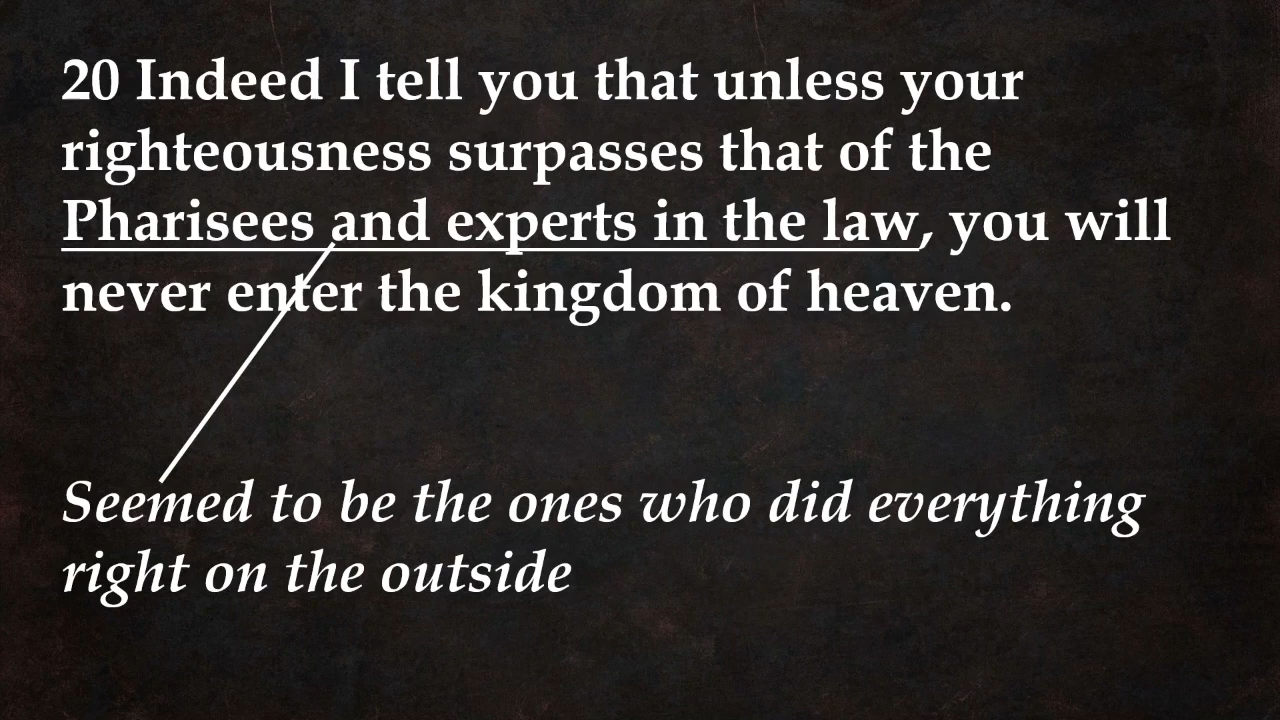 20 Indeed I tell you that unless your
righteousness surpasses that of the
Pharisees and experts in the law, you will
never enter the kingdom of heaven.
Seemed to be the ones who did everything
right on the outside